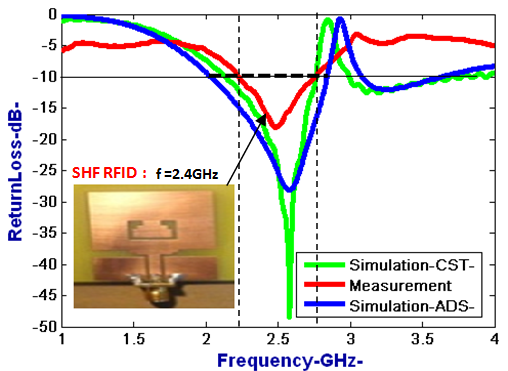 0
-5
-10
-15
-20
-25
-30
-35
-40
-45
-50
ReturnLoss-dB-
SHF RFID : f =2.4GHz
Simulation-CST-
Measurement
Simulation-ADS-
1 1.5 2 2.5 3 3.5 4
Frequency-GHz-